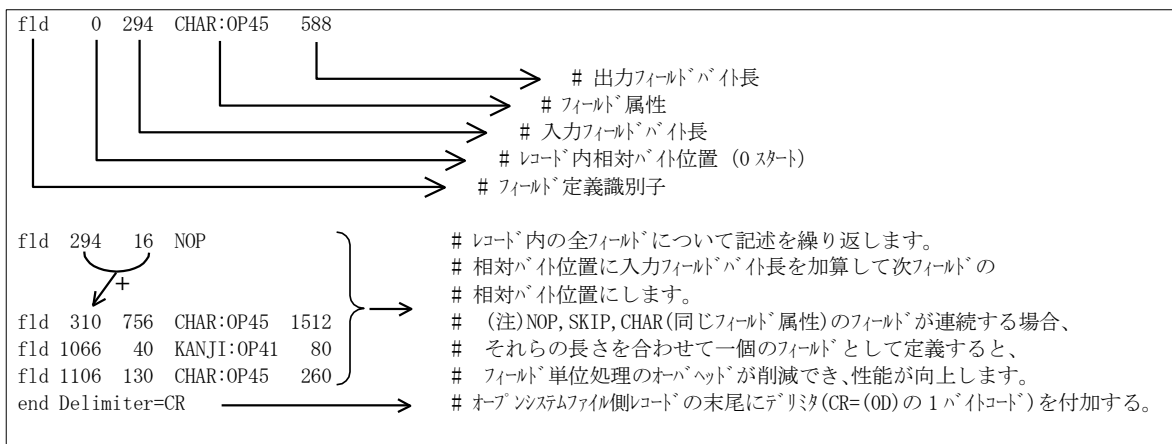 fld 0 294 CHAR:OP45 588
# 出力ﾌｨｰﾙﾄﾞﾊﾞｲﾄ長
# ﾌｨｰﾙﾄﾞ属性
# 入力ﾌｨｰﾙﾄﾞﾊﾞｲﾄ長
# ﾚｺｰﾄﾞ内相対ﾊﾞｲﾄ位置 (0 ｽﾀｰﾄ)
# ﾌｨｰﾙﾄﾞ定義識別子
fld 294 16 NOP # ﾚｺｰﾄﾞ内の全ﾌｨｰﾙﾄﾞについて記述を繰り返します。
# 相対ﾊﾞｲﾄ位置に入力ﾌｨｰﾙﾄﾞﾊﾞｲﾄ長を加算して次ﾌｨｰﾙﾄﾞの
+
# 相対ﾊﾞｲﾄ位置にします。
fld 310 756 CHAR:OP45 1512 # (注)NOP,SKIP,CHAR(同じﾌｨｰﾙﾄﾞ属性)のﾌｨｰﾙﾄﾞが連続する場合、
fld 1066 40 KANJI:OP41 80 # それらの長さを合わせて一個のﾌｨｰﾙﾄﾞとして定義すると、
fld 1106 130 CHAR:OP45 260 # ﾌｨｰﾙﾄﾞ単位処理のｵｰﾊﾞﾍｯﾄﾞが削減でき、性能が向上します。
end Delimiter=CR # ｵｰﾌﾟﾝｼｽﾃﾑﾌｧｲﾙ側ﾚｺｰﾄﾞの末尾にﾃﾞﾘﾐﾀ(CR=(0D)の 1 ﾊﾞｲﾄｺｰﾄﾞ)を付加する。